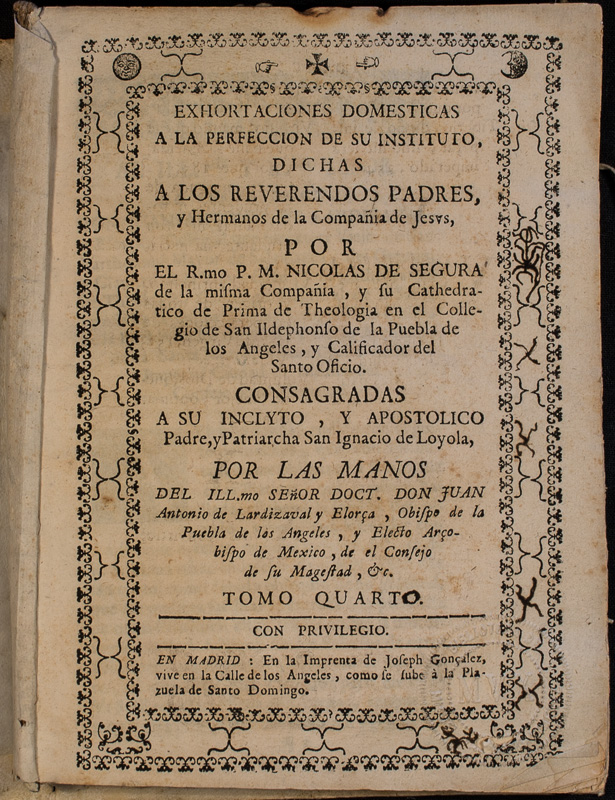 EXHORTACIONES DOMESTICAS
A LA PERFECCION DE SU INSTITUTO,
DICHAS
A LOS REVERENDOS PADRES,
y Hermanos de la Compañia de Jesvs,
POR
EL R.mo P. M. NICOLAS DE SEGURA
de la miſma Compañia, y ſu Cathedra-
tico de Prima de Theologia en el Colle-
gio de San Ildephonſo de la Puebla de
los Angeles, y Calificador del
Santo Oficio.
CONSAGRADAS
A SU INCLYTO, Y APOSTOLICO
Padre, y Patriarcha San Ignacio de Loyola,
POR LAS MANOS
DEL ILL.mo SEñOR DOCT. DON JUAN
Antonio de Lardizaval y Elorça, Obiſpo de la
Puebla de los Angeles, y Electo Arço-
biſpo de Mexico, de el Conſejo
de ſu Mageſtad, &c.
TOMO QUARTO.
CON PRIVILEGIO.
EN MADRID: En la Imprenta de Joſeph Gonçalez,
vive en la Calle de los Angeles, como ſe ſube à la Pla-
zuela de Santo Domingo.